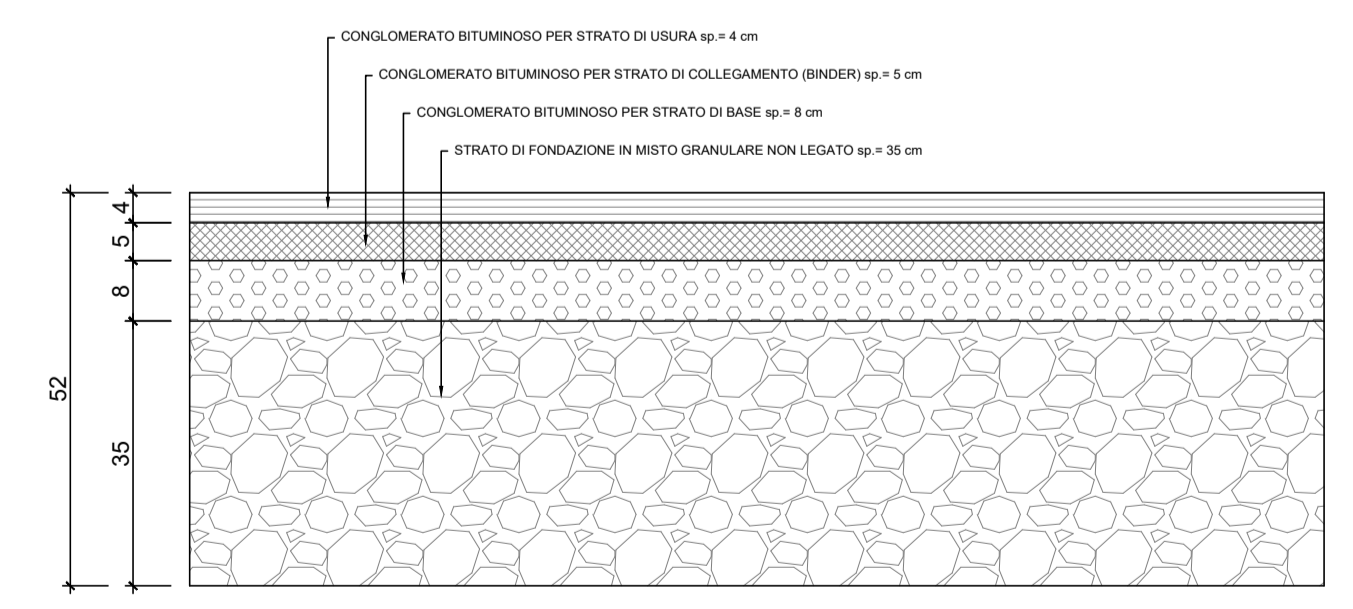 CONGLOMERATO BITUMINOSO PER STRATO DI USURA sp.= 4 cm
CONGLOMERATO BITUMINOSO PER STRATO DI COLLEGAMENTO (BINDER) sp.= 5 cm
CONGLOMERATO BITUMINOSO PER STRATO DI BASE sp.= 8 cm
STRATO DI FONDAZIONE IN MISTO GRANULARE NON LEGATO sp.= 35 cm
4
5
8
52
35